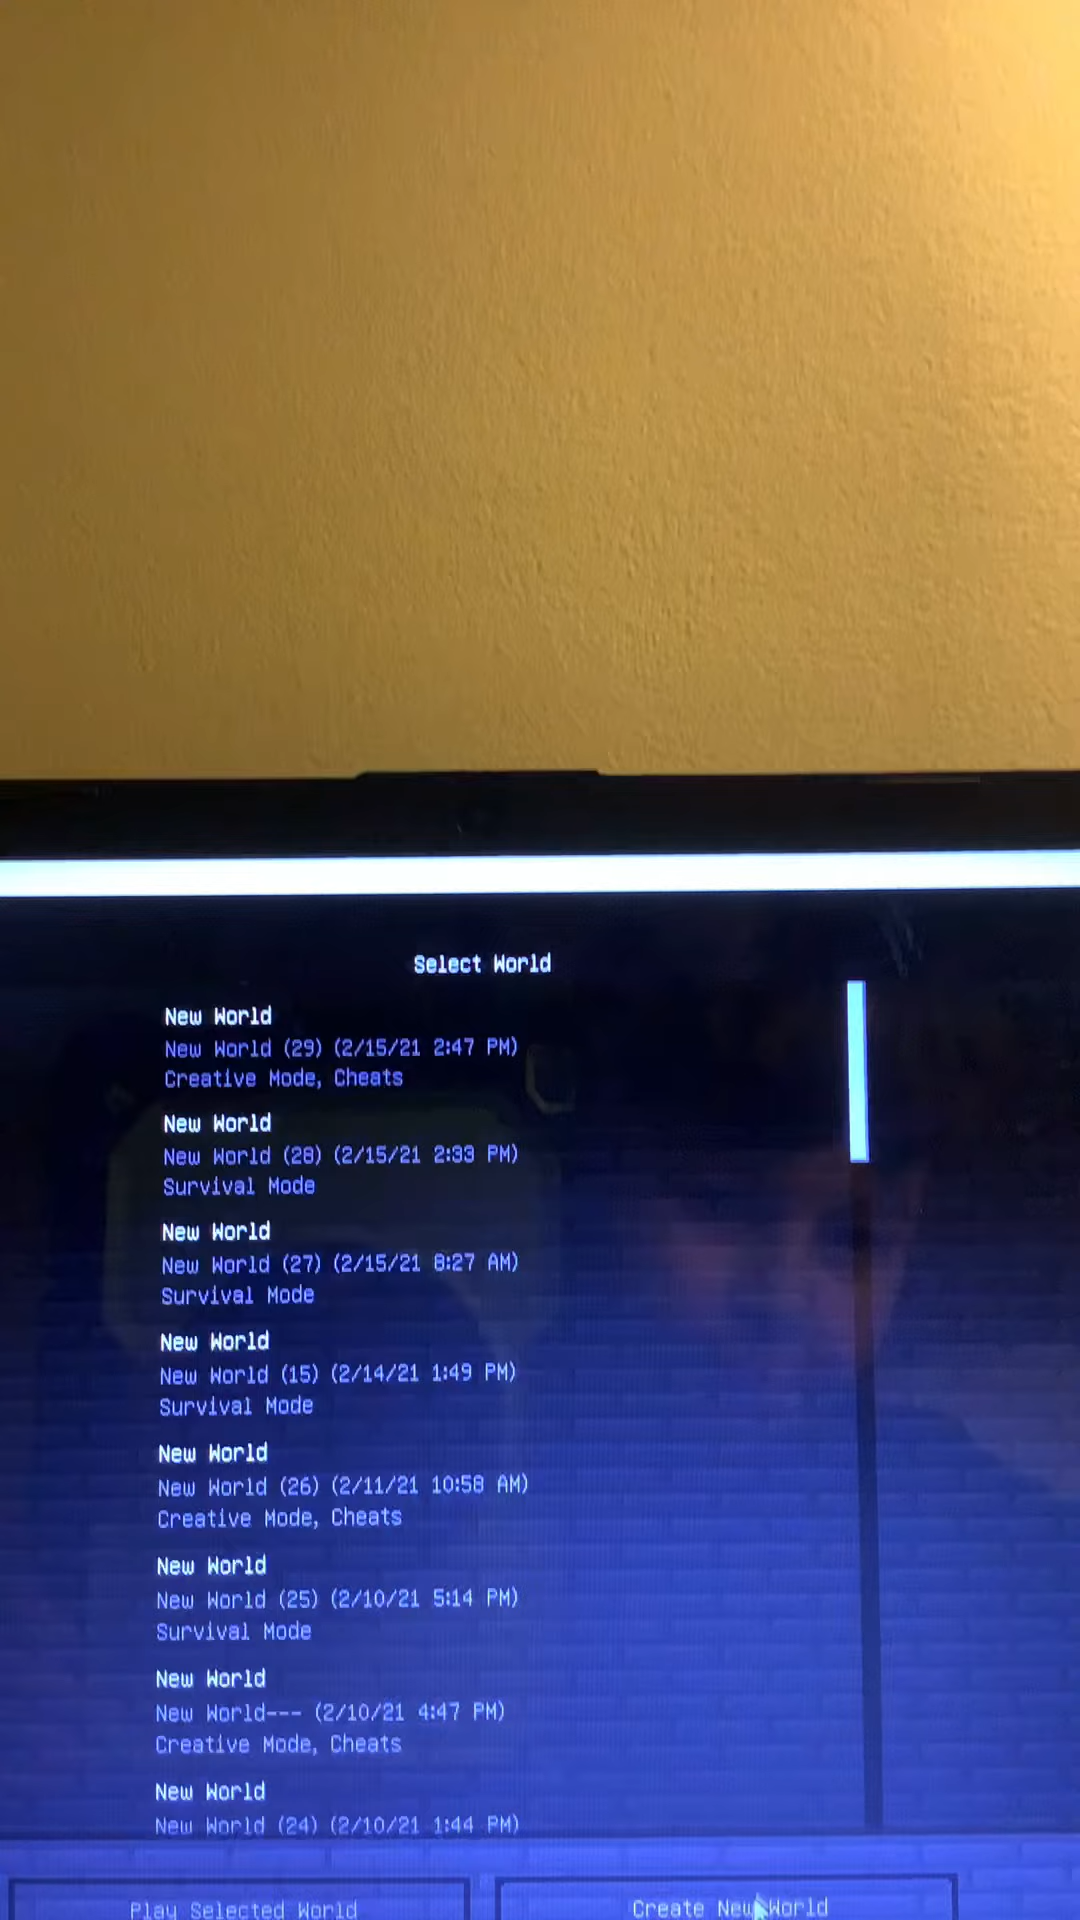 Select World
New World
New World (29) (2/15/21 2:47 PM)
Creative Mode, Cheats
New World
New World (28) (2/15/21 2:33 PM)
Survival Mode
New World
New World (27) (2/15/21 8:27 AM)
Survival Mode
New World
New World (15) (2/14/21 1:49 PM)
Survival Mode
New World
New World (26) (2/11/21 10:58 AM)
Creative Mode, Cheats
New World
New World (25) (2/10/21 5:14 PM)
Survival Mode
New World
New World--- (2/10/21 4:47 PM)
Creative Mode, Cheats
New World
New World (24) (2/10/21 1:44 PM)
Play Selected World
Create New World